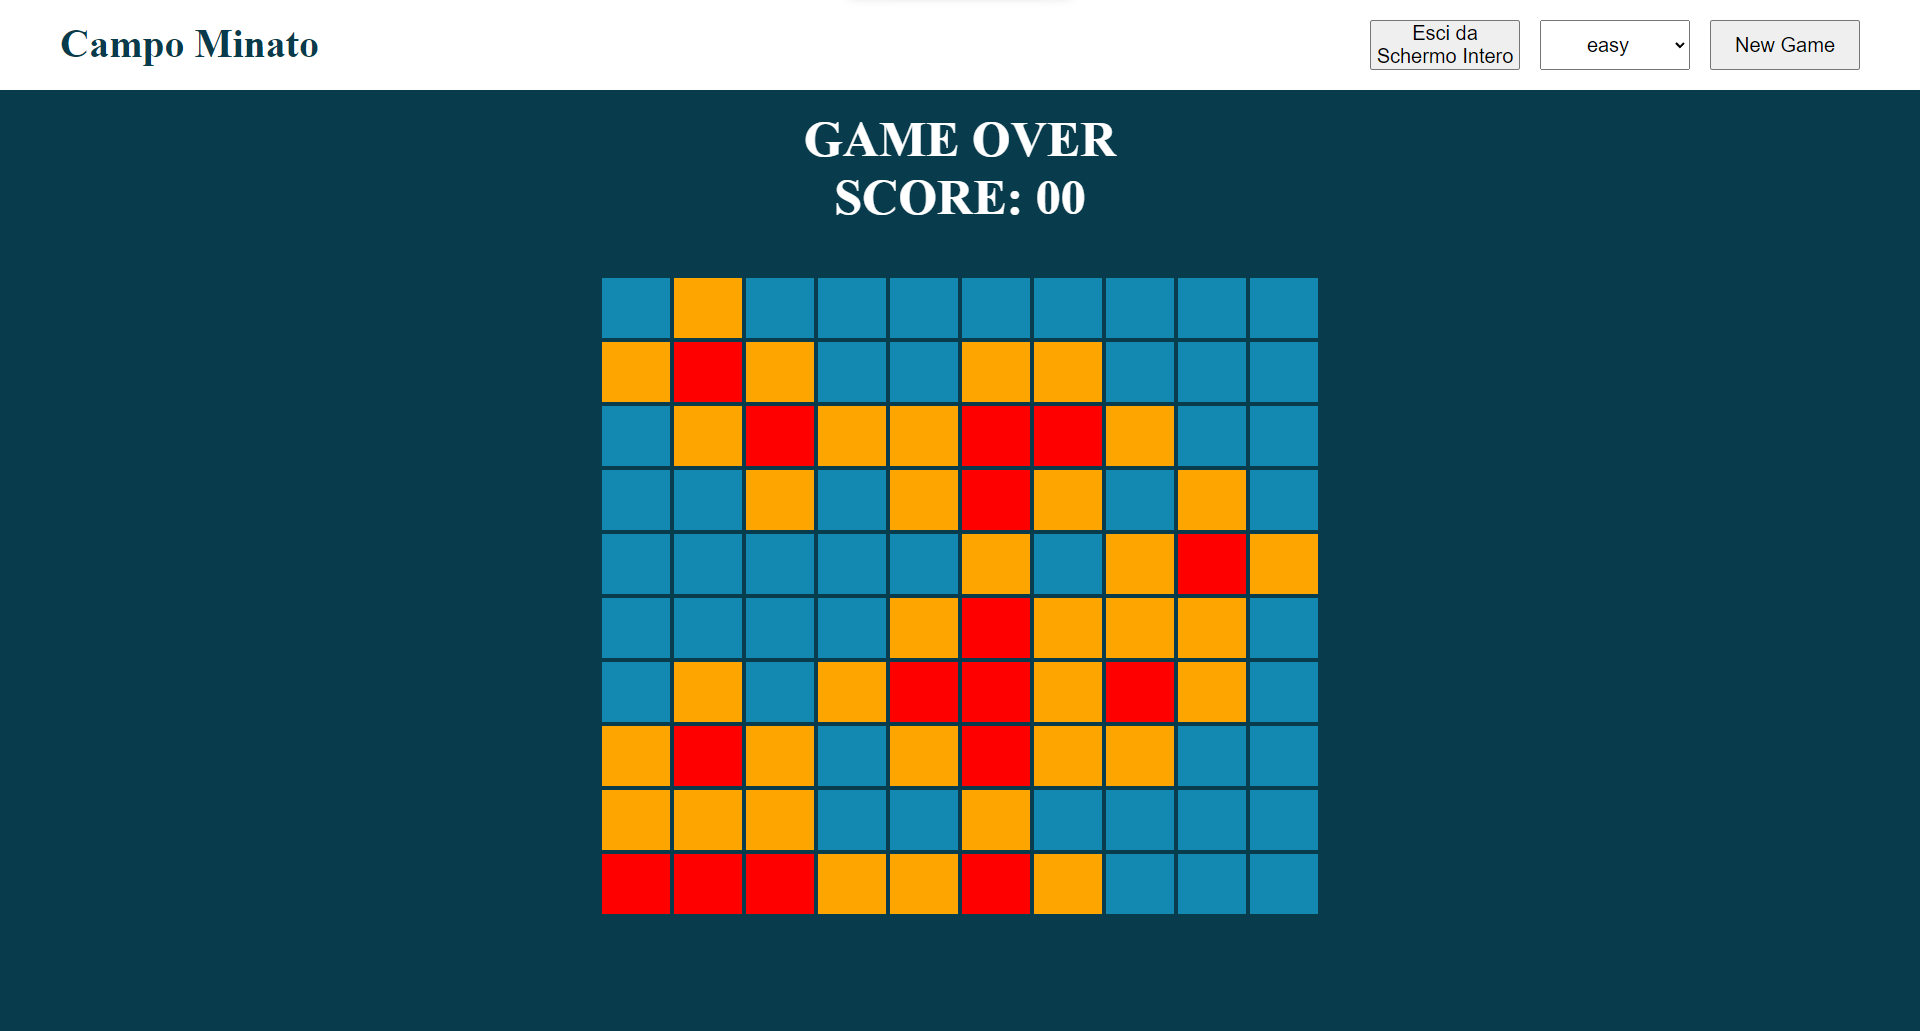 Campo Minato
Esci da
Schermo Intero
easy
New Game
GAME OVER
SCORE: 00